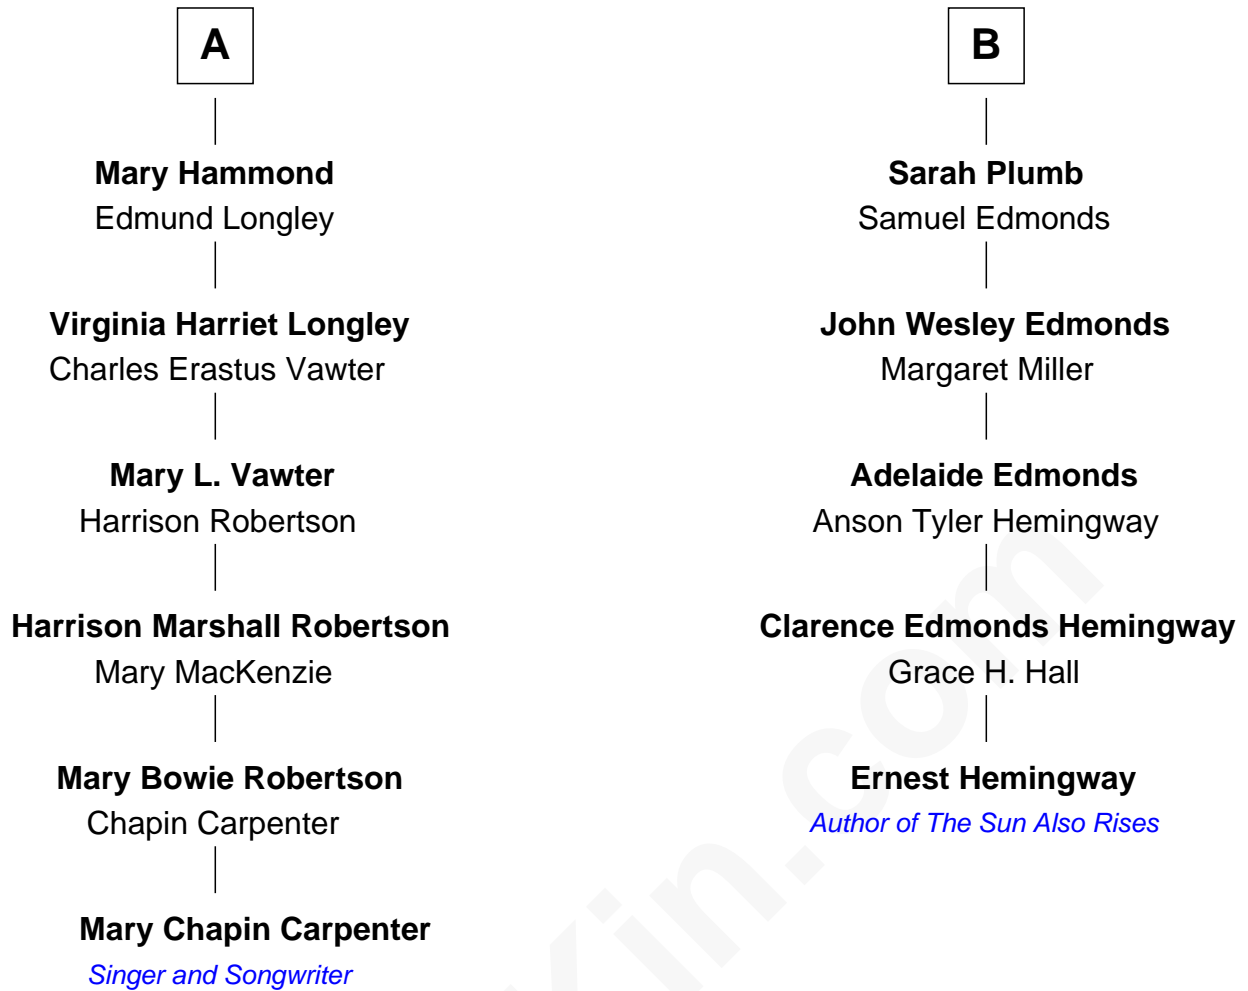 A
Mary Hammond
Edmund Longley
Virginia Harriet Longley
Charles Erastus Vawter
Mary L. Vawter
Harrison Robertson
Harrison Marshall Robertson
Mary MacKenzie
Mary Bowie Robertson
Chapin Carpenter
Mary Chapin Carpenter
Singer and Songwriter
B
Sarah Plumb
Samuel Edmonds
John Wesley Edmonds
Margaret Miller
Adelaide Edmonds
Anson Tyler Hemingway
Clarence Edmonds Hemingway
Grace H. Hall
Ernest Hemingway
Author of The Sun Also Rises